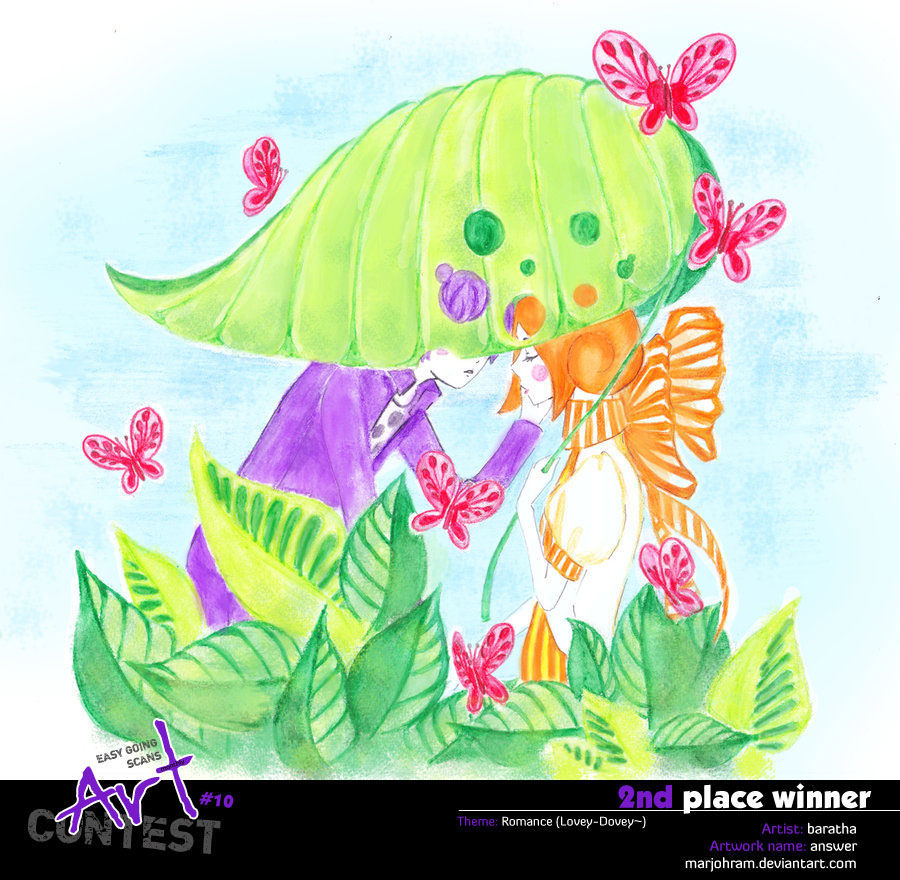 EASY GOING
SCANS
Art #10
CONTEST
2nd place winner
Theme: Romance (Lovey-Dovey~)
Artist: baratha
Artwork name: answer
marjohram.deviantart.com